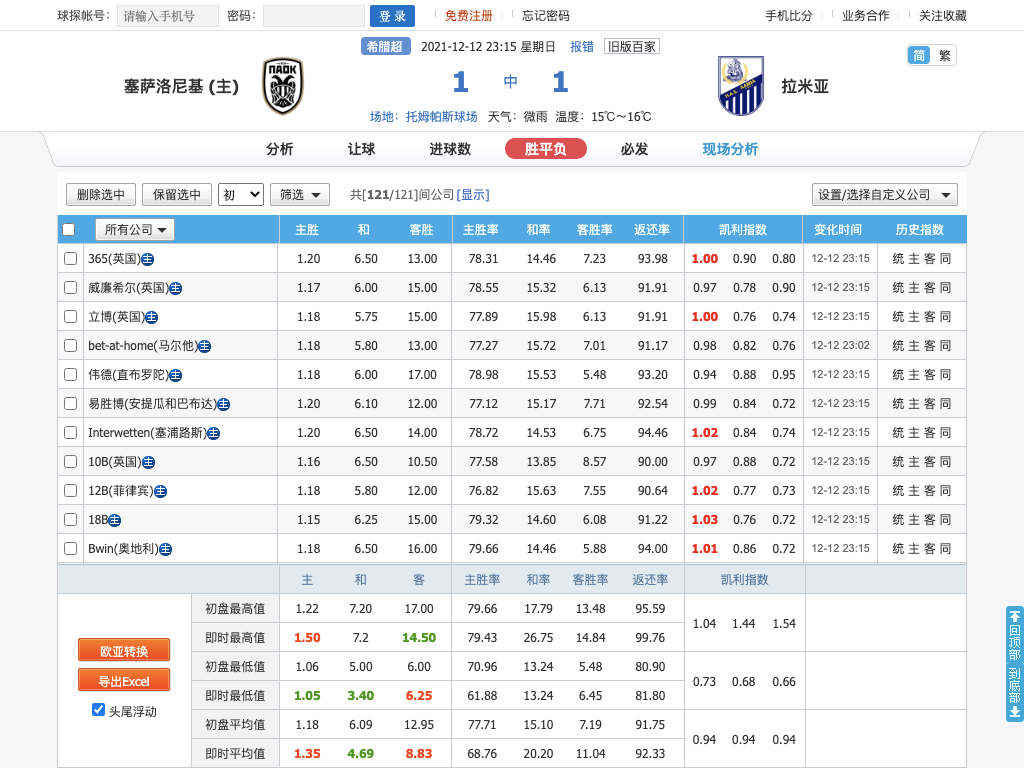 球探帐号： 请输入手机号 密码： 登 录 免费注册 忘记密码 手机比分 业务合作 关注收藏
希腊超 2021-12-12 23:15 星期日 报错 旧版百家
简 繁
塞萨洛尼基 (主) PAOK 1 中 1 拉米亚
场地：托姆帕斯球场 天气：微雨 温度：15℃～16℃
分析 让球 进球数 胜平负 必发 现场分析
删除选中 保留选中 初 筛选 共[121/121]间公司 [显示] 设置/选择自定义公司
所有公司 主胜 和 客胜 主胜率 和率 客胜率 返还率 凯利指数 变化时间 历史指数
365(英国)主 1.20 6.50 13.00 78.31 14.46 7.23 93.98 1.00 0.90 0.80 12-12 23:15 统 主 客 同
威廉希尔(英国)主 1.17 6.00 15.00 78.55 15.32 6.13 91.91 0.97 0.78 0.90 12-12 23:15 统 主 客 同
立博(英国)主 1.18 5.75 15.00 77.89 15.98 6.13 91.91 1.00 0.76 0.74 12-12 23:15 统 主 客 同
bet-at-home(马尔他)主 1.18 5.80 13.00 77.27 15.72 7.01 91.17 0.98 0.82 0.76 12-12 23:02 统 主 客 同
伟德(直布罗陀)主 1.18 6.00 17.00 78.98 15.53 5.48 93.20 0.94 0.88 0.95 12-12 23:15 统 主 客 同
易胜博(安提瓜和巴布达)主 1.20 6.10 12.00 77.12 15.17 7.71 92.54 0.99 0.84 0.72 12-12 23:15 统 主 客 同
Interwetten(塞浦路斯)主 1.20 6.50 14.00 78.72 14.53 6.75 94.46 1.02 0.84 0.74 12-12 23:15 统 主 客 同
10B(英国)主 1.16 6.50 10.50 77.58 13.85 8.57 90.00 0.97 0.88 0.72 12-12 23:15 统 主 客 同
12B(菲律宾)主 1.18 5.80 12.00 76.82 15.63 7.55 90.64 1.02 0.77 0.73 12-12 23:15 统 主 客 同
18B主 1.15 6.25 15.00 79.32 14.60 6.08 91.22 1.03 0.76 0.72 12-12 23:15 统 主 客 同
Bwin(奥地利)主 1.18 6.50 16.00 79.66 14.46 5.88 94.00 1.01 0.86 0.72 12-12 23:15 统 主 客 同
主 和 客 主胜率 和率 客胜率 返还率 凯利指数
初盘最高值 1.22 7.20 17.00 79.66 17.79 13.48 95.59
1.04 1.44 1.54
即时最高值 1.50 7.2 14.50 79.43 26.75 14.84 99.76
初盘最低值 1.06 5.00 6.00 70.96 13.24 5.48 80.90
0.73 0.68 0.66
即时最低值 1.05 3.40 6.25 61.88 13.24 6.45 81.80
初盘平均值 1.18 6.09 12.95 77.71 15.10 7.19 91.75
0.94 0.94 0.94
即时平均值 1.35 4.69 8.83 68.76 20.20 11.04 92.33
欧亚转换
导出Excel
头尾浮动
回顶部
到底部